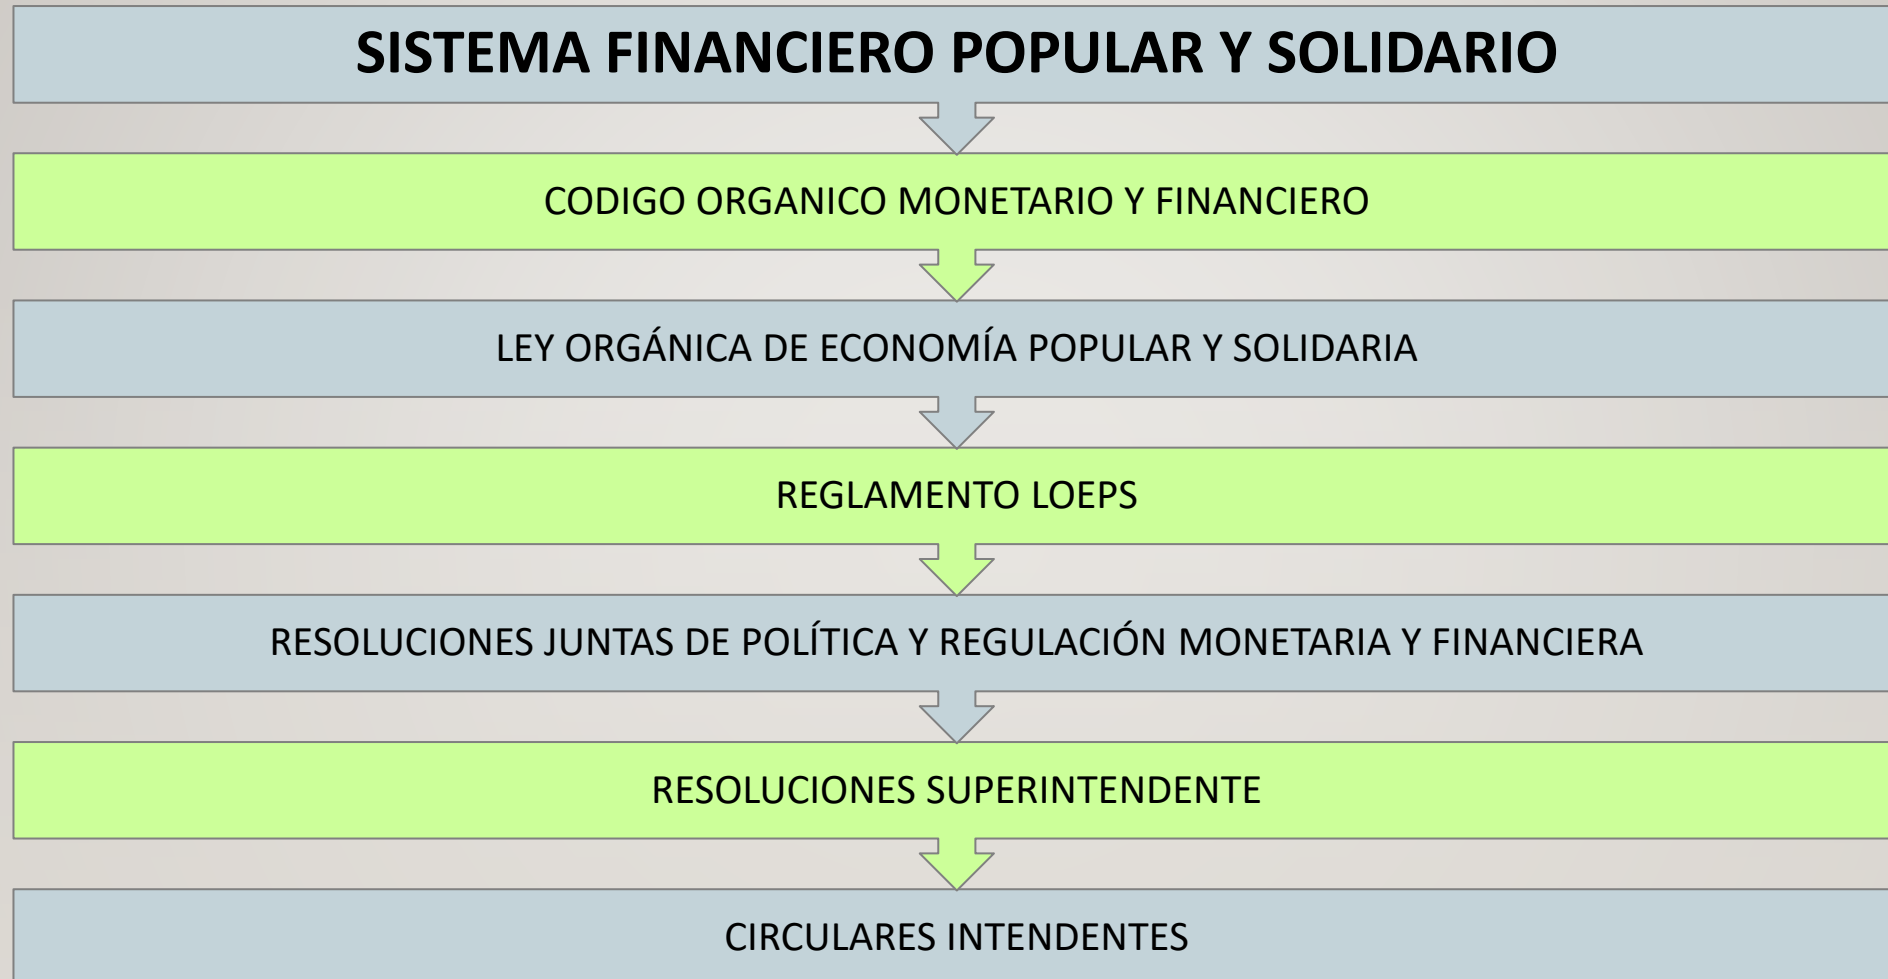 SISTEMA FINANCIERO POPULAR Y SOLIDARIO
CODIGO ORGANICO MONETARIO Y FINANCIERO
LEY ORGÁNICA DE ECONOMÍA POPULAR Y SOLIDARIA
REGLAMENTO LOEPS
RESOLUCIONES JUNTAS DE POLÍTICA Y REGULACIÓN MONETARIA Y FINANCIERA
RESOLUCIONES SUPERINTENDENTE
CIRCULARES INTENDENTES